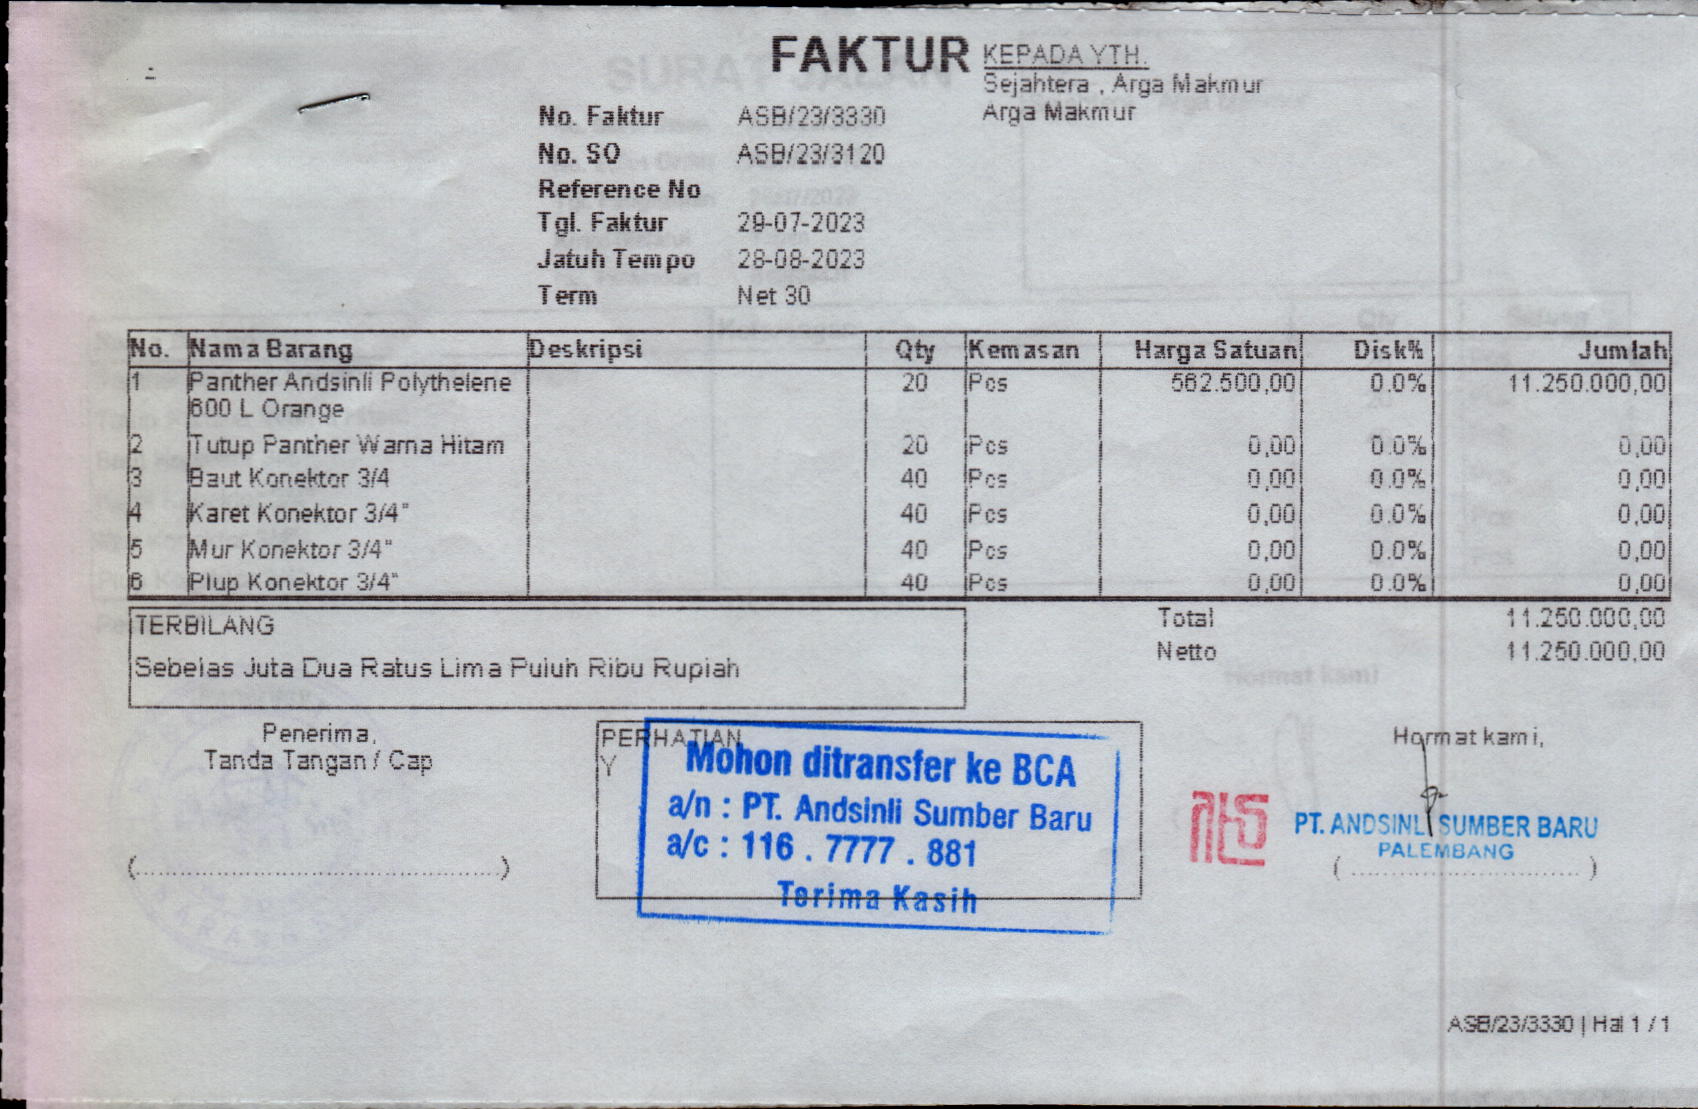 FAKTUR
KEPADA YTH.
Sejahtera , Arga Makmur
Arga Makmur
No. Faktur ASB/23/3330
No. SO ASB/23/3120
Reference No
Tgl. Faktur 29-07-2023
Jatuh Tempo 28-08-2023
Term Net 30
No. Nama Barang Deskripsi Qty Kemasan Harga Satuan Disk% Jumlah
1 Panther Andsinli Polythelene 20 Pcs 562.500,00 0.0% 11.250.000,00
600 L Orange
2 Tutup Panther Warna Hitam 20 Pcs 0,00 0.0% 0,00
3 Baut Konektor 3/4 40 Pcs 0,00 0.0% 0,00
4 Karet Konektor 3/4" 40 Pcs 0,00 0.0% 0,00
5 Mur Konektor 3/4" 40 Pcs 0,00 0.0% 0,00
6 Plup Konektor 3/4" 40 Pcs 0,00 0.0% 0,00
Total 11.250.000,00
Netto 11.250.000,00
TERBILANG
Sebelas Juta Dua Ratus Lima Puluh Ribu Rupiah
Penerima,
Tanda Tangan / Cap
PERHATIAN
Y
Mohon ditransfer ke BCA
a/n : PT. Andsinli Sumber Baru
a/c : 116 . 7777 . 881
Terima Kasih
Hormat kami,
PT. ANDSINLI SUMBER BARU
PALEMBANG
ASB/23/3330 | Hal 1 / 1